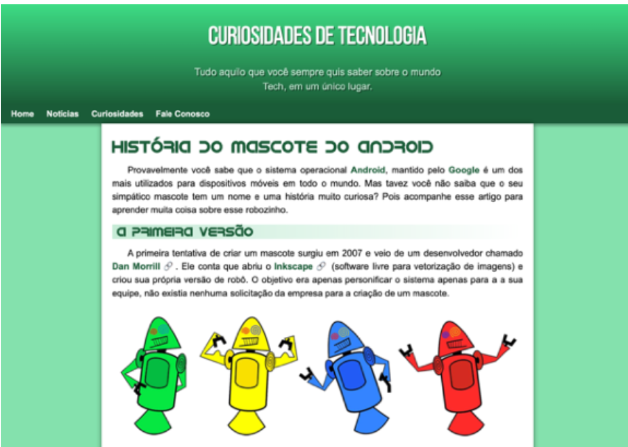 CURIOSIDADES DE TECNOLOGIA
Tudo aquilo que você sempre quis saber sobre o mundo
Tech, em um único lugar.
Home Notícias Curiosidades Fale Conosco
HISTÓRIA DO MASCOTE DO ANDROID
Provavelmente você sabe que o sistema operacional Android, mantido pelo Google é um dos
mais utilizados para dispositivos móveis em todo o mundo. Mas tavez você não saiba que o seu
simpático mascote tem um nome e uma história muito curiosa? Pois acompanhe esse artigo para
aprender muita coisa sobre esse robozinho.
A PRIMEIRA VERSÃO
A primeira tentativa de criar um mascote surgiu em 2007 e veio de um desenvolvedor chamado
Dan Morrill 🔗 . Ele conta que abriu o Inkscape 🔗 (software livre para vetorização de imagens) e
criou sua própria versão de robô. O objetivo era apenas personificar o sistema apenas para a a sua
equipe, não existia nenhuma solicitação da empresa para a criação de um mascote.